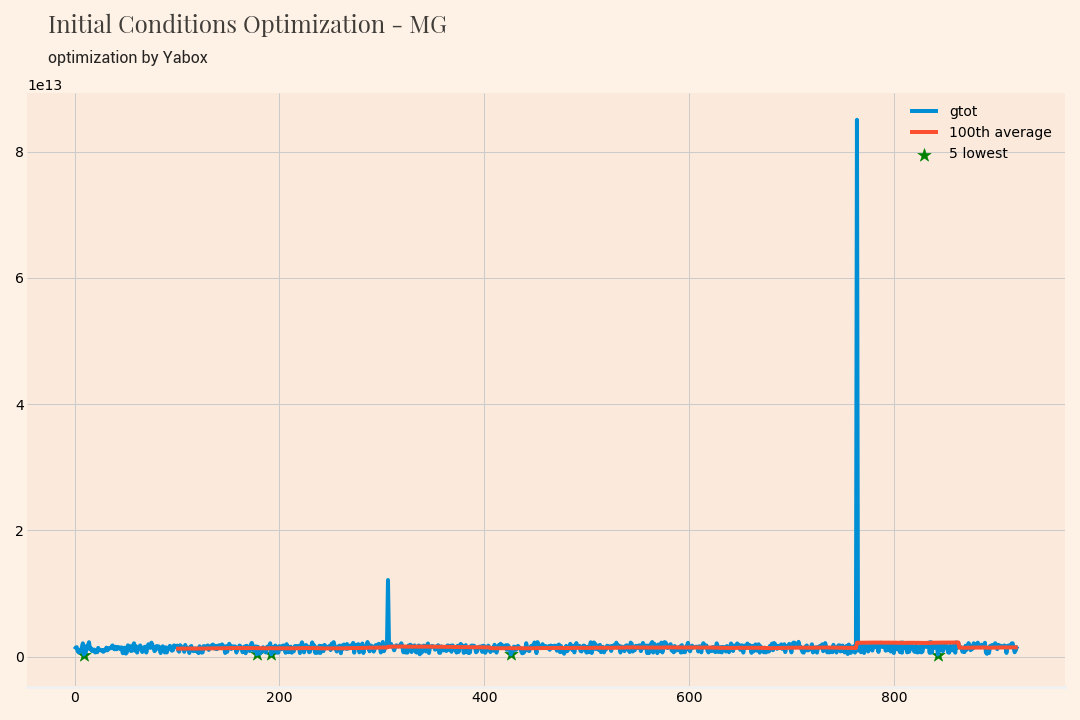 Initial Conditions Optimization - MG
optimization by Yabox
1e13
gtot
100th average
5 lowest
8
6
4
2
0
0 200 400 600 800